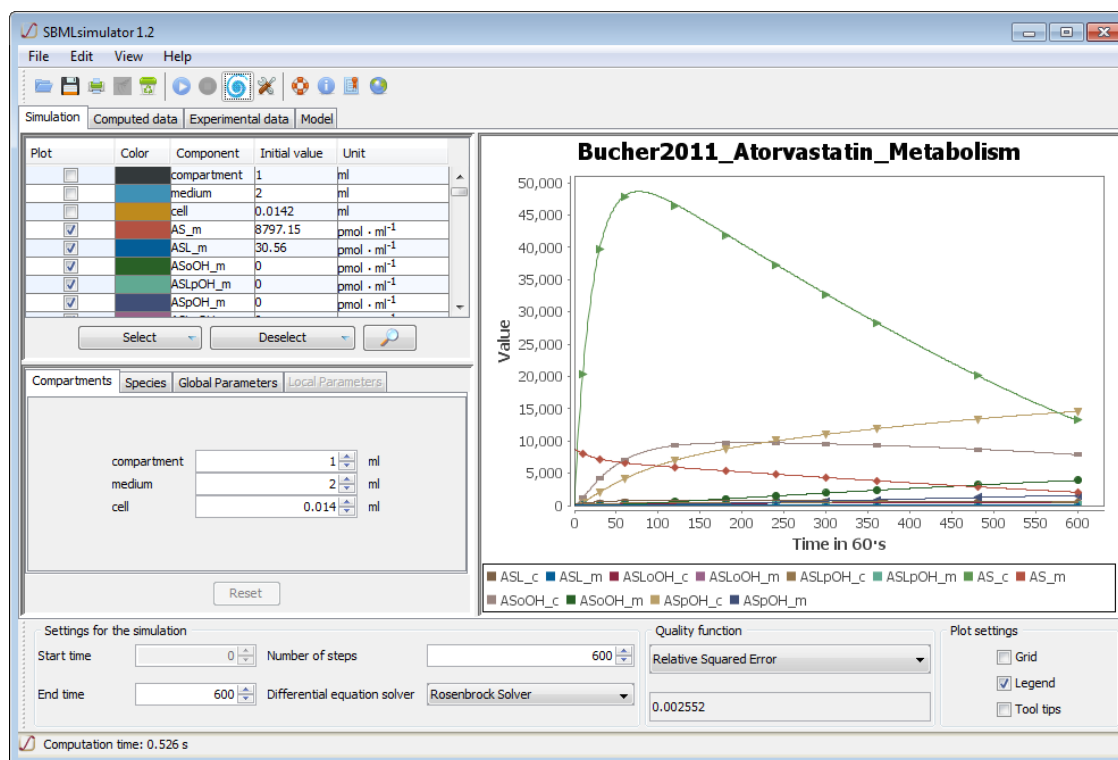 SBMLsimulator 1.2
File Edit View Help
Simulation Computed data Experimental data Model
Plot Color Component Initial value Unit
compartment 1 ml
medium 2 ml
cell 0.0142 ml
AS_m 8797.15 pmol · ml⁻¹
ASL_m 30.56 pmol · ml⁻¹
ASoOH_m 0 pmol · ml⁻¹
ASLpOH_m 0 pmol · ml⁻¹
ASpOH_m 0 pmol · ml⁻¹
Select Deselect
Compartments Species Global Parameters Local Parameters
compartment 1 ml
medium 2 ml
cell 0.014 ml
Reset
Bucher2011_Atorvastatin_Metabolism
Value
50,000
45,000
40,000
35,000
30,000
25,000
20,000
15,000
10,000
5,000
0
0 50 100 150 200 250 300 350 400 450 500 550 600
Time in 60's
ASL_c ASL_m ASLoOH_c ASLoOH_m ASLpOH_c ASLpOH_m AS_c AS_m
ASoOH_c ASoOH_m ASpOH_c ASpOH_m
Settings for the simulation
Start time 0 Number of steps 600
End time 600 Differential equation solver Rosenbrock Solver
Quality function
Relative Squared Error
0.002552
Plot settings
Grid
Legend
Tool tips
Computation time: 0.526 s